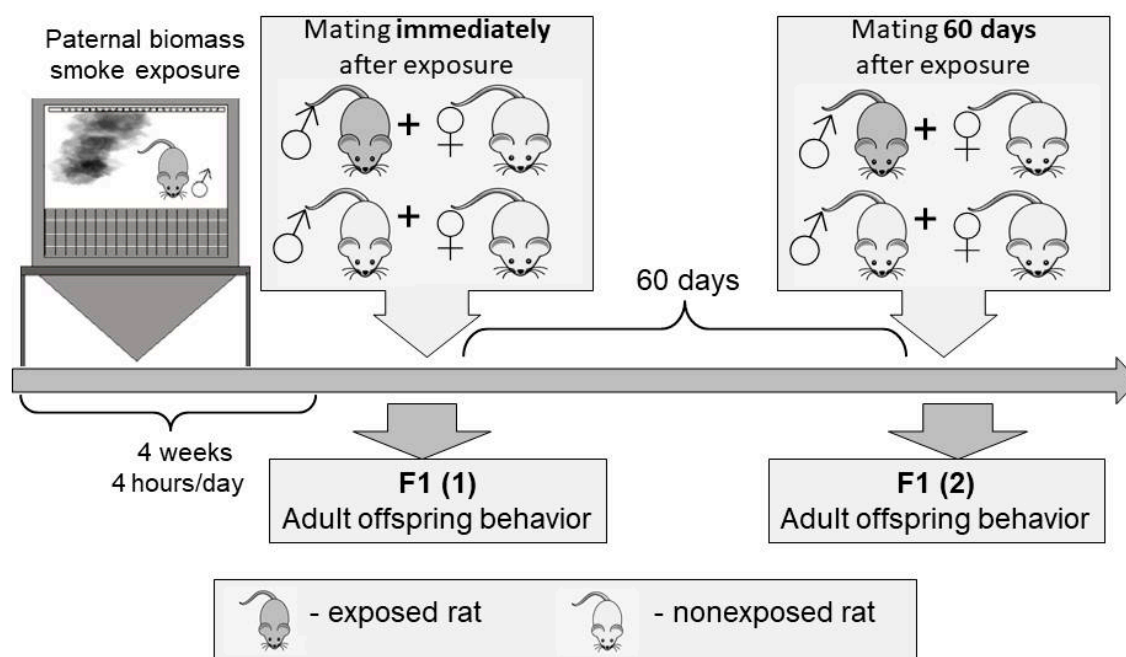 Paternal biomass
smoke exposure
Mating immediately
after exposure
♂ + ♀
♂ + ♀
Mating 60 days
after exposure
♂ + ♀
♂ + ♀
♂
60 days
4 weeks
4 hours/day
F1 (1)
Adult offspring behavior
F1 (2)
Adult offspring behavior
- exposed rat
- nonexposed rat